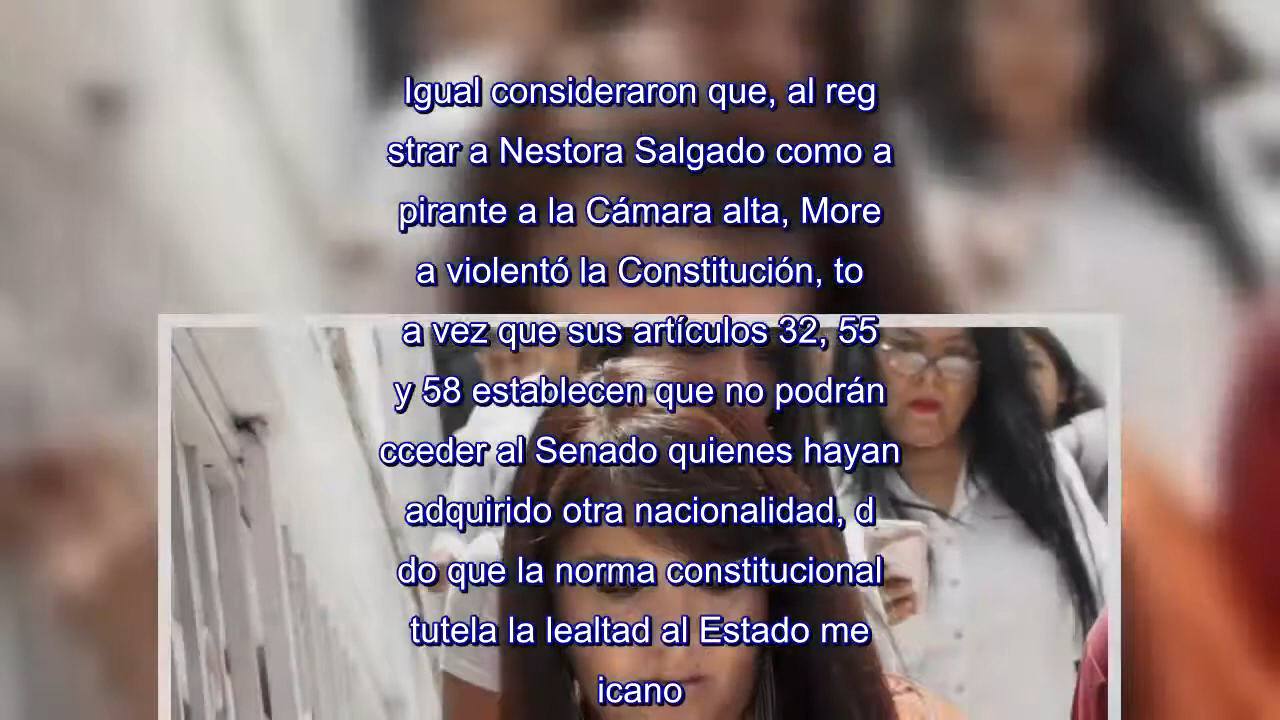 Igual consideraron que, al reg
strar a Nestora Salgado como a
pirante a la Cámara alta, More
a violentó la Constitución, to
a vez que sus artículos 32, 55
y 58 establecen que no podrán
cceder al Senado quienes hayan
adquirido otra nacionalidad, d
do que la norma constitucional
tutela la lealtad al Estado me
icano